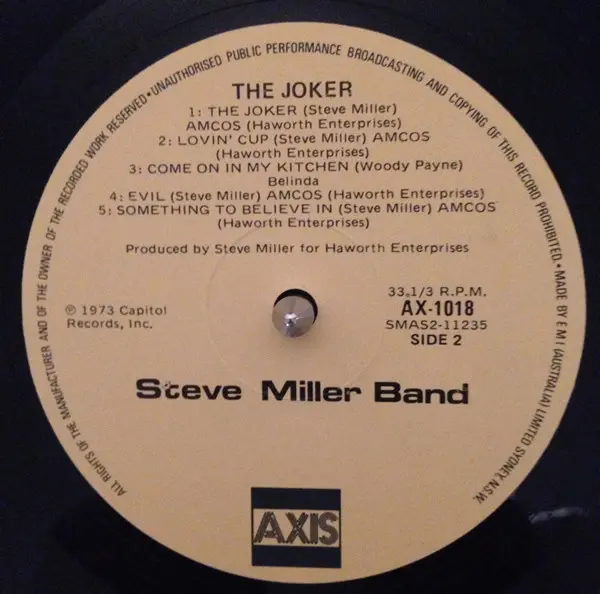 ALL RIGHTS OF THE MANUFACTURER AND OF THE OWNER OF THE RECORDED WORK RESERVED • UNAUTHORISED PUBLIC PERFORMANCE BROADCASTING AND COPYING OF THIS RECORD PROHIBITED. • MADE BY EMI (AUSTRALIA) LIMITED SYDNEY, N.S.W.
THE JOKER
1: THE JOKER (Steve Miller)
AMCOS (Haworth Enterprises)
2: LOVIN' CUP (Steve Miller) AMCOS
(Haworth Enterprises)
3: COME ON IN MY KITCHEN (Woody Payne)
Belinda
4: EVIL (Steve Miller) AMCOS (Haworth Enterprises)
5: SOMETHING TO BELIEVE IN (Steve Miller) AMCOS
(Haworth Enterprises)
Produced by Steve Miller for Haworth Enterprises
℗ 1973 Capitol
Records, Inc.
33.1/3 R.P.M.
AX-1018
SMAS2-11235
SIDE 2
Steve Miller Band
AXIS